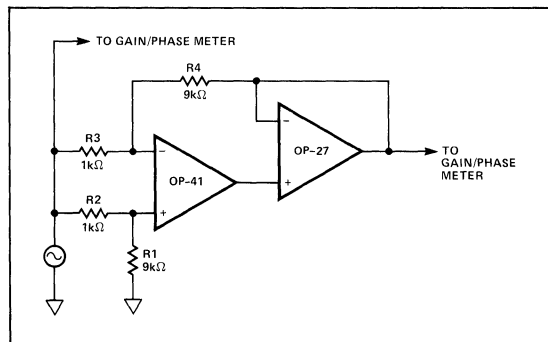 TO GAIN/PHASE METER
R4
9kΩ
R3
1kΩ
−
OP-41
+
−
OP-27
+
TO
GAIN/PHASE
METER
R2
1kΩ
R1
9kΩ